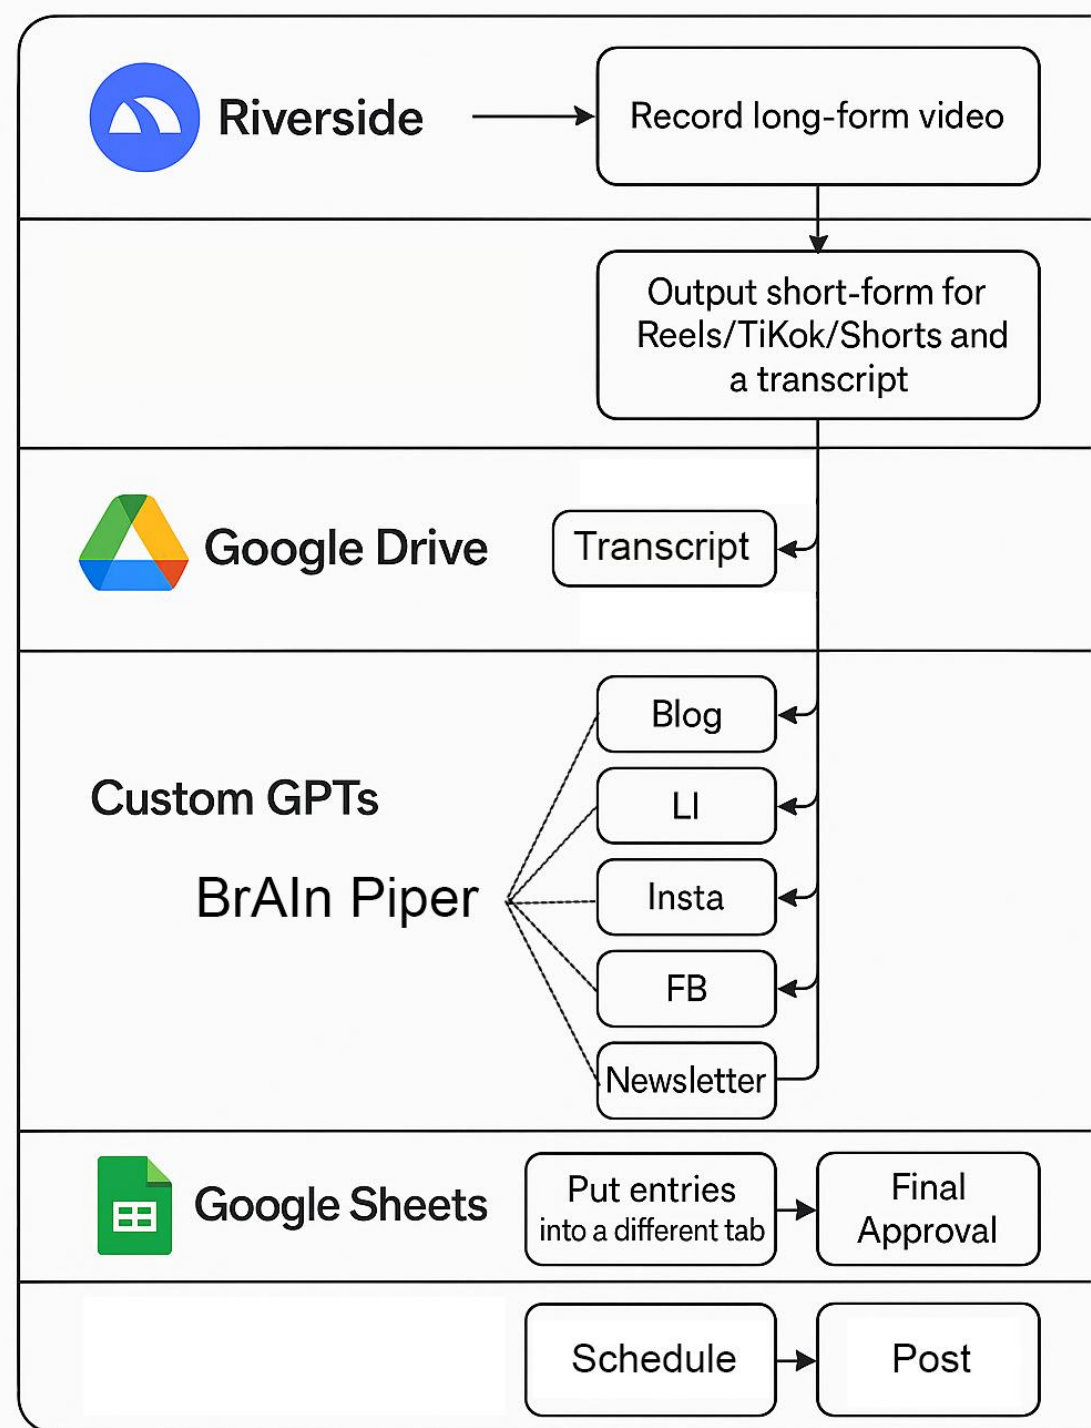 Riverside
Record long-form video
Output short-form for
Reels/TiKok/Shorts and
a transcript
Google Drive
Transcript
Custom GPTs
BrAIn Piper
Blog
LI
Insta
FB
Newsletter
Google Sheets
Put entries
into a different tab
Final
Approval
Schedule
Post